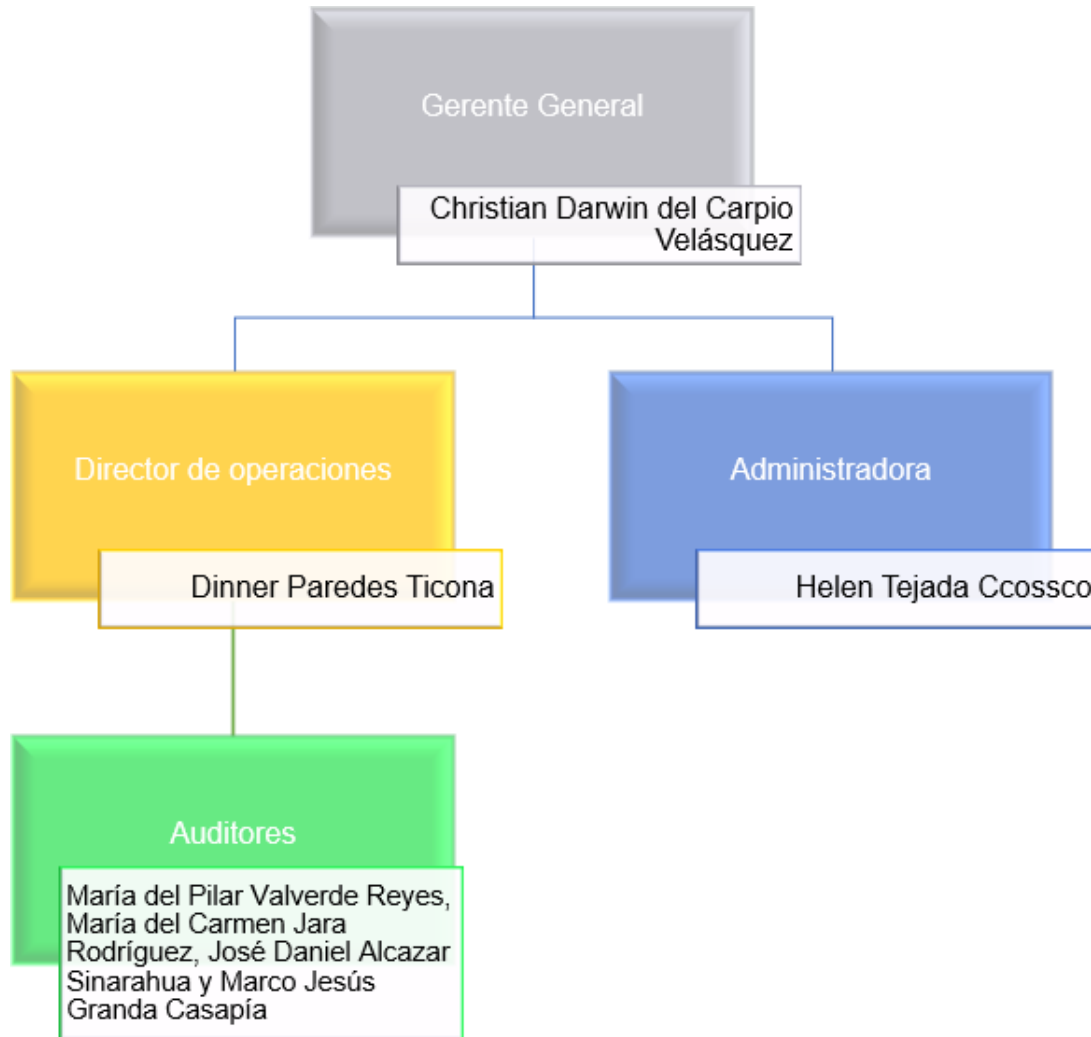 Gerente General
Christian Darwin del Carpio
Velásquez
Director de operaciones
Dinner Paredes Ticona
Administradora
Helen Tejada Ccossco
Auditores
María del Pilar Valverde Reyes,
María del Carmen Jara
Rodríguez, José Daniel Alcazar
Sinarahua y Marco Jesús
Granda Casapía